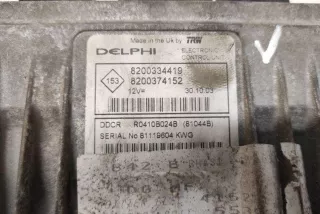 Made in the Uk by TRW
DELPHI
ELECTRONIC
CONTROL UNIT
8200334419
153
8200374152
12V=
30.10.03
DDCR R0410B024B (81044B)
SERIAL No 81119604 KWG